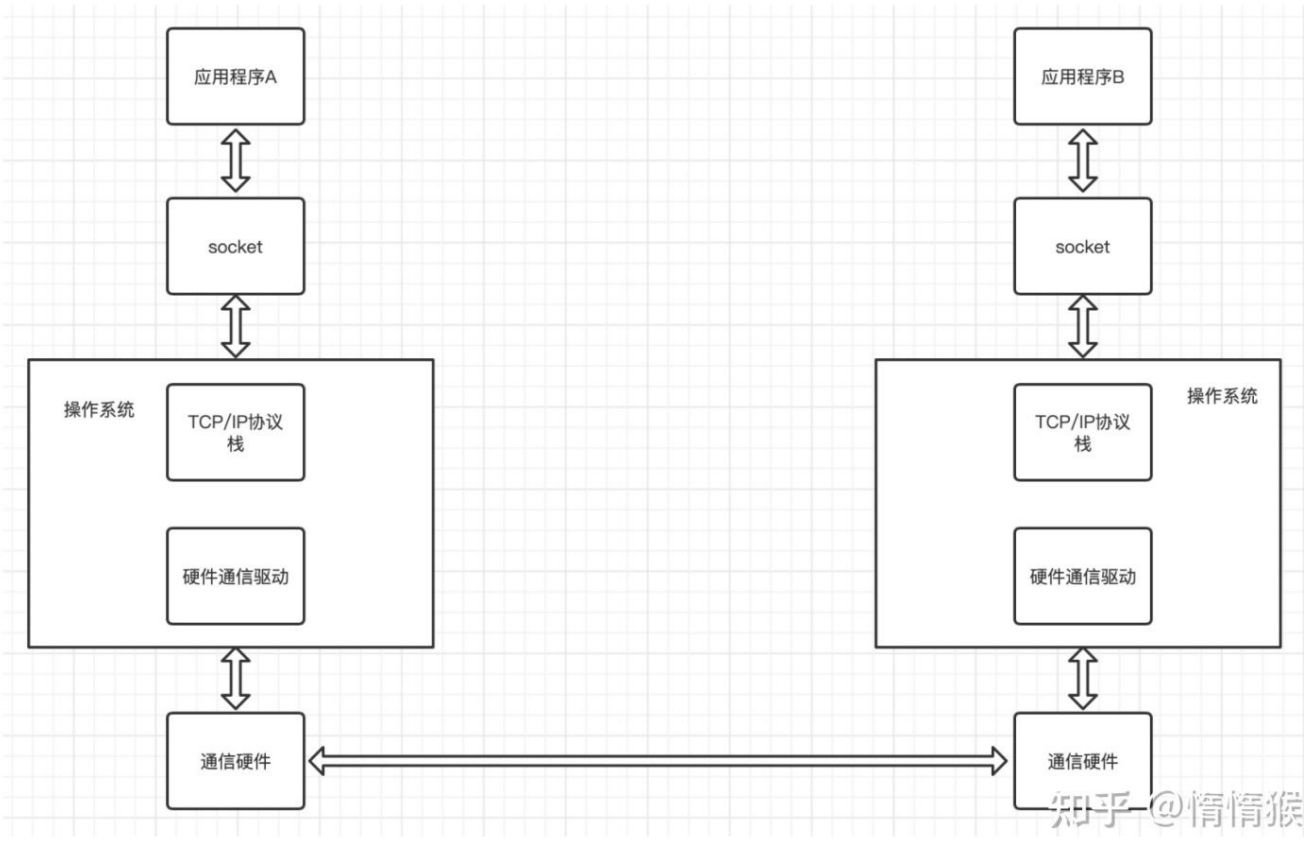 应用程序A
应用程序B
socket
socket
操作系统
TCP/IP协议
栈
TCP/IP协议
栈
操作系统
硬件通信驱动
硬件通信驱动
通信硬件
通信硬件
知乎 @惰惰猴